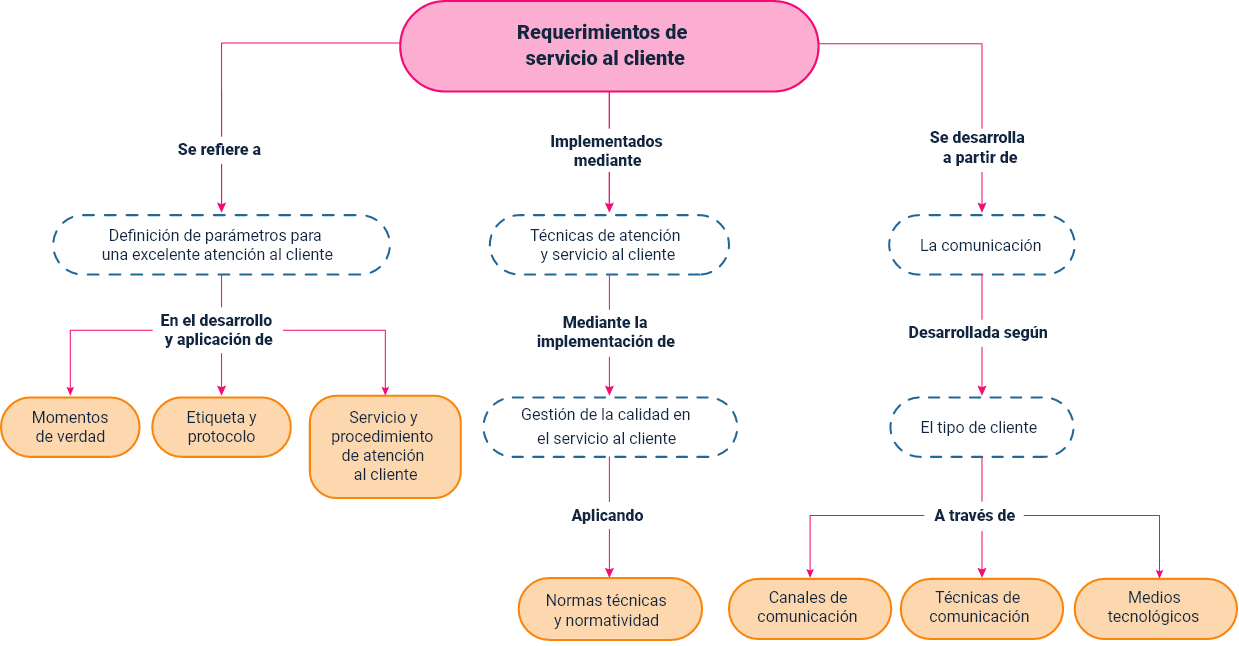 Requerimientos de
servicio al cliente
Se refiere a
Implementados
mediante
Se desarrolla
a partir de
Definición de parámetros para
una excelente atención al cliente
Técnicas de atención
y servicio al cliente
La comunicación
En el desarrollo
y aplicación de
Mediante la
implementación de
Desarrollada según
Momentos
de verdad
Etiqueta y
protocolo
Servicio y
procedimiento
de atención
al cliente
Gestión de la calidad en
el servicio al cliente
El tipo de cliente
Aplicando
A través de
Normas técnicas
y normatividad
Canales de
comunicación
Técnicas de
comunicación
Medios
tecnológicos